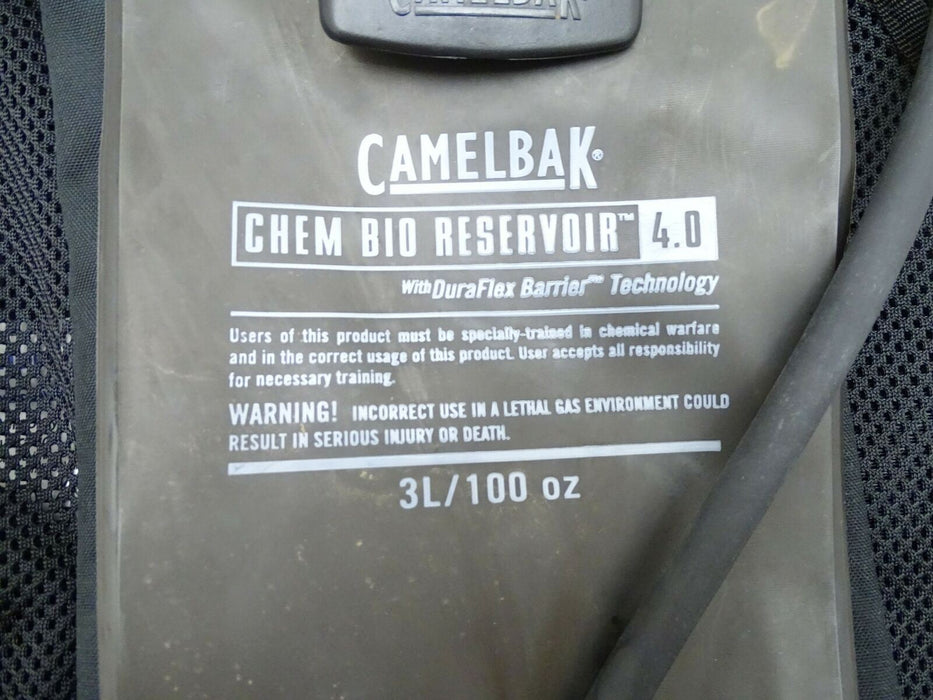 CAMELBAK
CAMELBAK®
CHEM BIO RESERVOIR™ 4.0
With DuraFlex Barrier™ Technology
Users of this product must be specially-trained in chemical warfare
and in the correct usage of this product. User accepts all responsibility
for necessary training.
WARNING! INCORRECT USE IN A LETHAL GAS ENVIRONMENT COULD
RESULT IN SERIOUS INJURY OR DEATH.
3L/100 oz